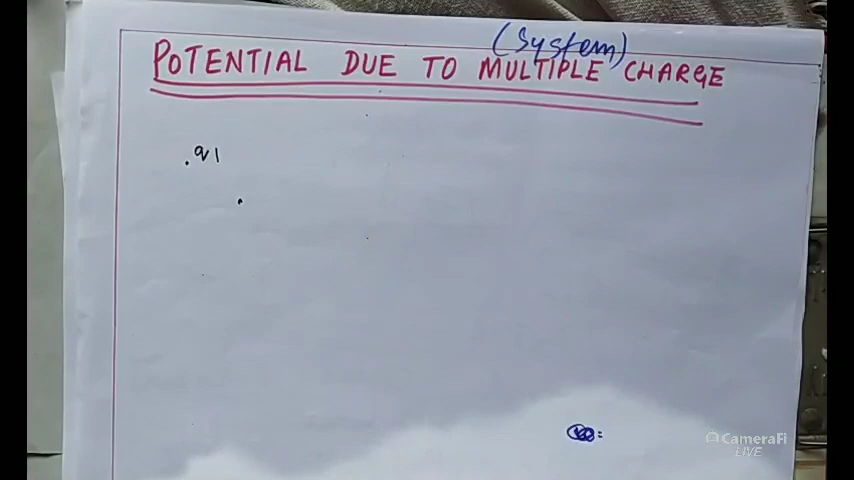 (System)
POTENTIAL DUE TO MULTIPLE CHARGE
.q1
CameraFi
LIVE